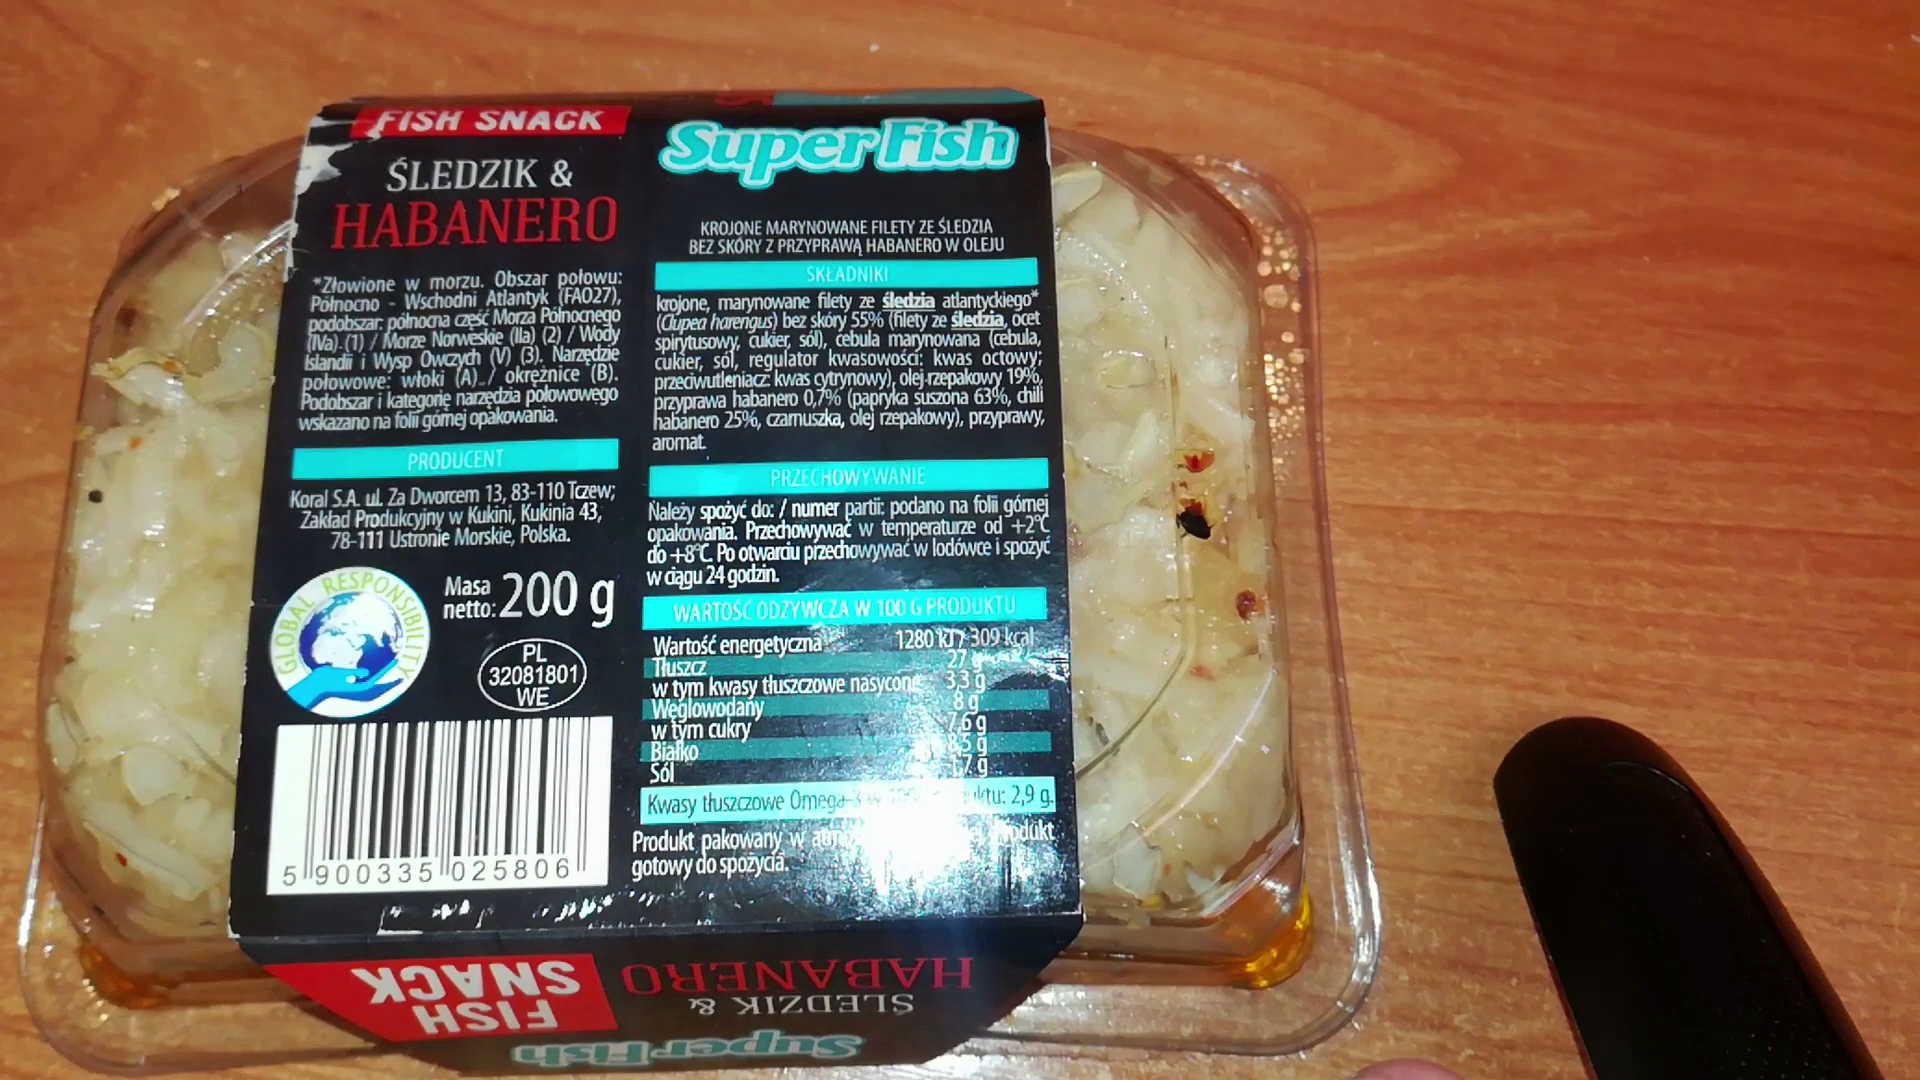 FISH SNACK
ŚLEDZIK &
HABANERO
*Złowione w morzu. Obszar połowu:
Północno - Wschodni Atlantyk (FAO27),
podobszar: północna część Morza Północnego
(IVa). (1) / Morze Norweskie (IIa) (2) / Wody
Islandii i Wysp Owczych (V) (3). Narzędzie
połowowe: włoki (A) / okrężnice (B).
Podobszar i kategorię narzędzia połowowego
wskazano na folii górnej opakowania.
PRODUCENT
Koral S.A. ul. Za Dworcem 13, 83-110 Tczew;
Zakład Produkcyjny w Kukini, Kukinia 43,
78-111 Ustronie Morskie, Polska.
GLOBAL RESPONSIBILITY
Masa
netto: 200 g
PL
32081801
WE
5 900335 025806
SuperFish
KROJONE MARYNOWANE FILETY ZE ŚLEDZIA
BEZ SKÓRY Z PRZYPRAWĄ HABANERO W OLEJU
SKŁADNIKI
krojone, marynowane filety ze śledzia atlantyckiego*
(Clupea harengus) bez skóry 55% (filety ze śledzia, ocet
spirytusowy, cukier, sól), cebula marynowana (cebula,
cukier, sól, regulator kwasowości: kwas octowy;
przeciwutleniacz: kwas cytrynowy), olej rzepakowy 19%,
przyprawa habanero 0,7% (papryka suszona 63%, chili
habanero 25%, czarnuszka, olej rzepakowy), przyprawy,
aromat.
PRZECHOWYWANIE
Należy spożyć do: / numer partii: podano na folii górnej
opakowania. Przechowywać w temperaturze od +2°C
do +8°C. Po otwarciu przechowywać w lodówce i spożyć
w ciągu 24 godzin.
WARTOŚĆ ODŻYWCZA W 100 G PRODUKTU
Wartość energetyczna 1280 kJ / 309 kcal
Tłuszcz 27 g
w tym kwasy tłuszczowe nasycone 3,3 g
Węglowodany 8 g
w tym cukry 7,6 g
Białko 8,5 g
Sól 1,7 g
Kwasy tłuszczowe Omega-3 2,9 g.
Produkt pakowany w
gotowy do spożycia.
FISH
SNACK
ŚLEDZIK &
HABANERO
SuperFish